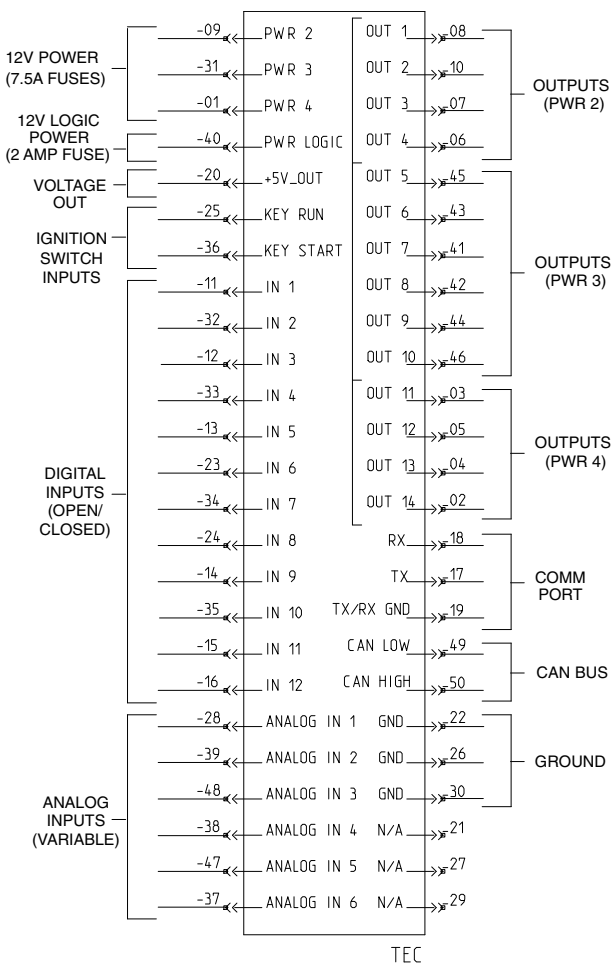 12V POWER
(7.5A FUSES)
12V LOGIC
POWER
(2 AMP FUSE)
VOLTAGE
OUT
IGNITION
SWITCH
INPUTS
DIGITAL
INPUTS
(OPEN/
CLOSED)
ANALOG
INPUTS
(VARIABLE)
-09 PWR 2 OUT 1 -08
-31 PWR 3 OUT 2 -10
-01 PWR 4 OUT 3 -07
-40 PWR LOGIC OUT 4 -06
-20 +5V_OUT OUT 5 -45
-25 KEY RUN OUT 6 -43
-36 KEY START OUT 7 -41
-11 IN 1 OUT 8 -42
-32 IN 2 OUT 9 -44
-12 IN 3 OUT 10 -46
-33 IN 4 OUT 11 -03
-13 IN 5 OUT 12 -05
-23 IN 6 OUT 13 -04
-34 IN 7 OUT 14 -02
-24 IN 8 RX -18
-14 IN 9 TX -17
-35 IN 10 TX/RX GND -19
-15 IN 11 CAN LOW -49
-16 IN 12 CAN HIGH -50
-28 ANALOG IN 1 GND -22
-39 ANALOG IN 2 GND -26
-48 ANALOG IN 3 GND -30
-38 ANALOG IN 4 N/A -21
-47 ANALOG IN 5 N/A -27
-37 ANALOG IN 6 N/A -29
OUTPUTS
(PWR 2)
OUTPUTS
(PWR 3)
OUTPUTS
(PWR 4)
COMM
PORT
CAN BUS
GROUND
TEC